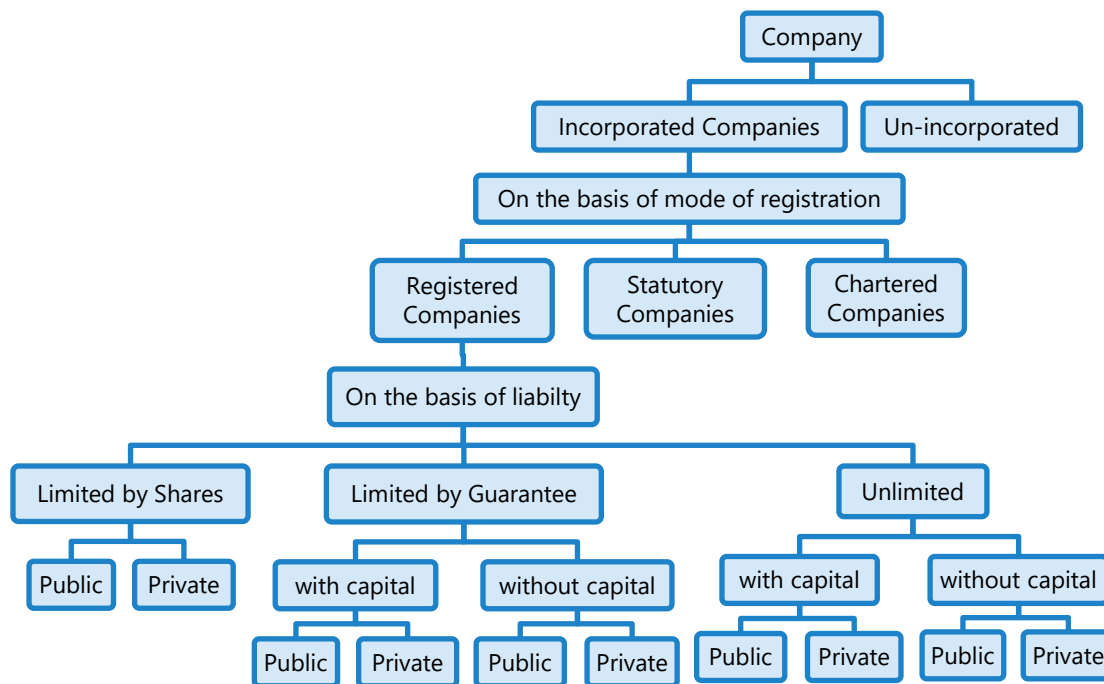 Company
Incorporated Companies
Un-incorporated
On the basis of mode of registration
Registered
Companies
Statutory
Companies
Chartered
Companies
On the basis of liabilty
Limited by Shares
Limited by Guarantee
Unlimited
Public
Private
with capital
without capital
with capital
without capital
Public
Private
Public
Private
Public
Private
Public
Private